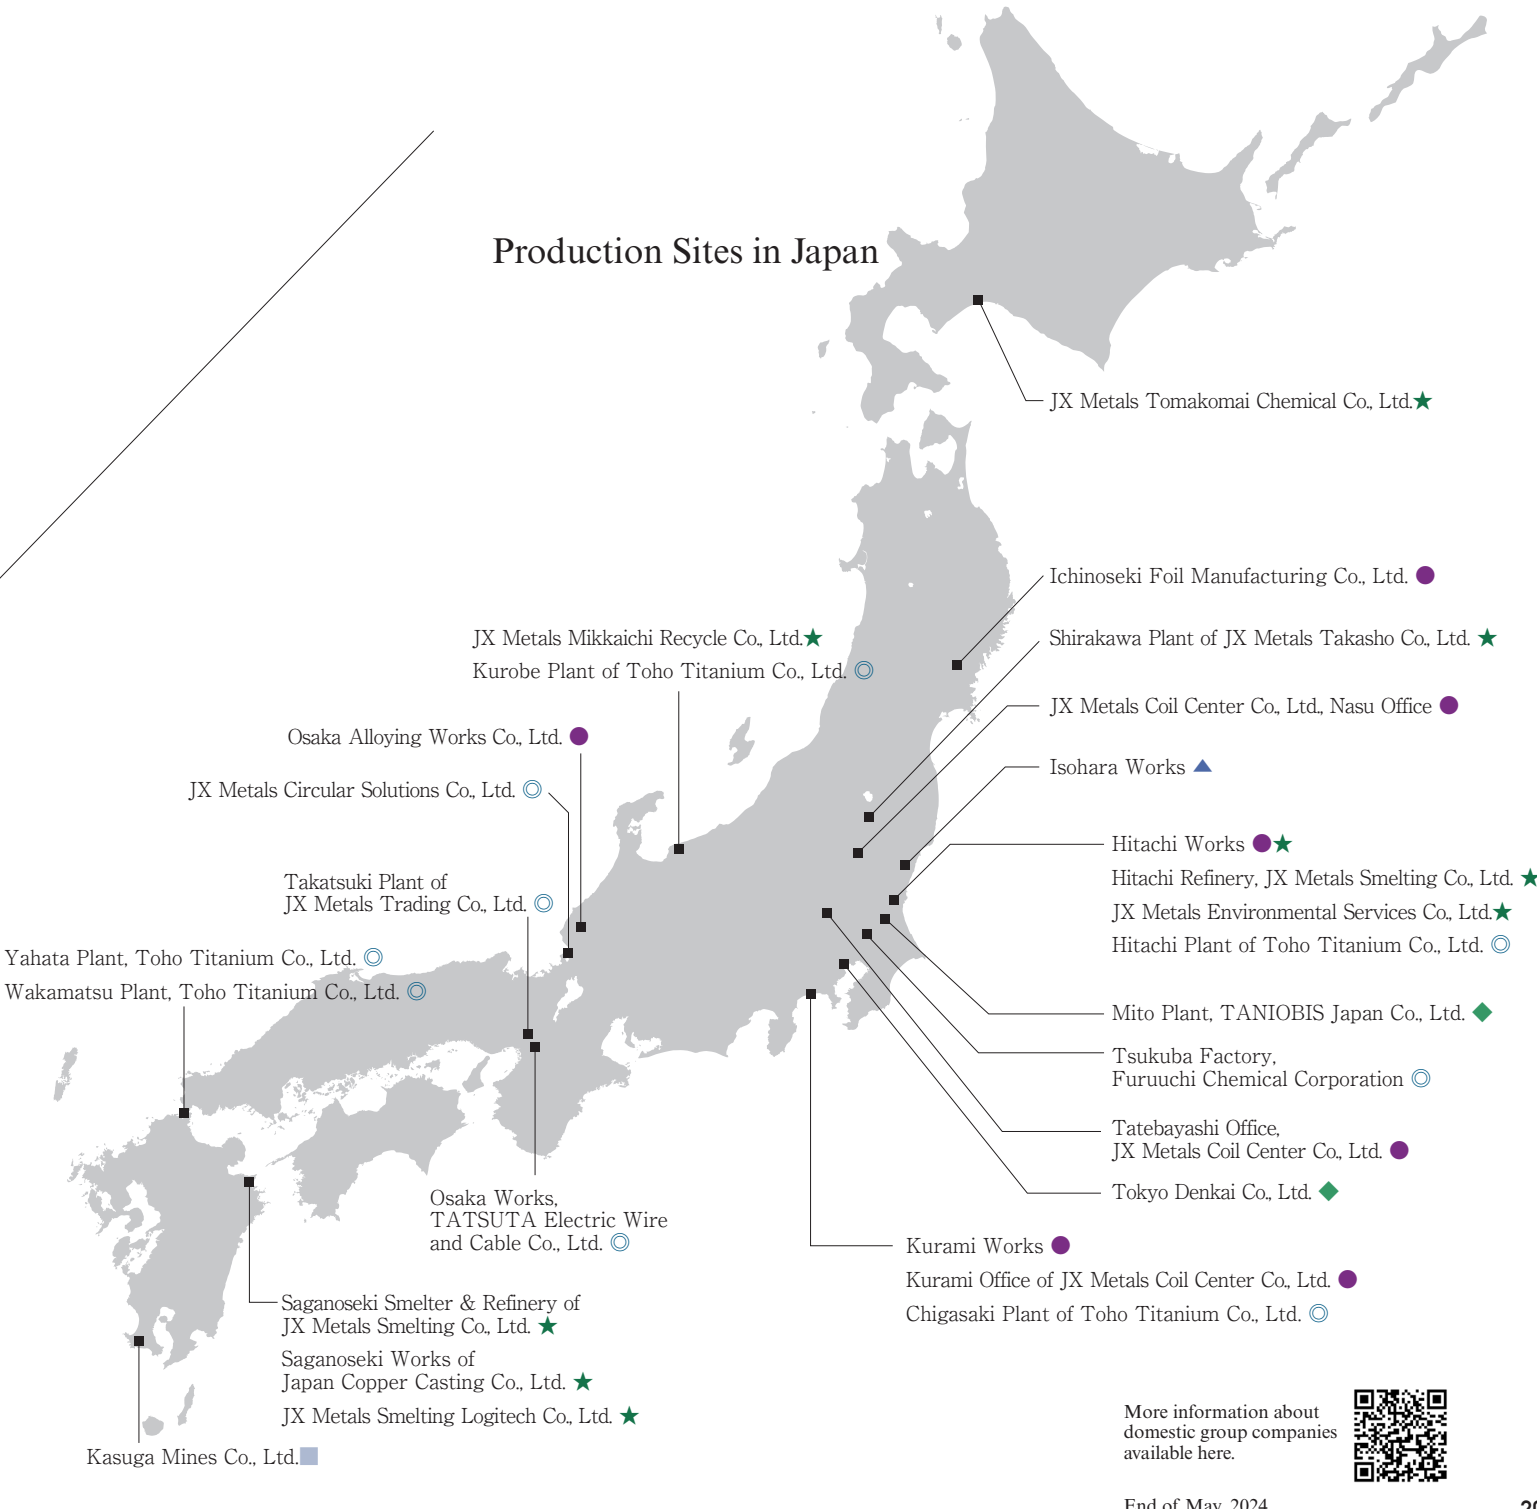 Production Sites in Japan
JX Metals Tomakomai Chemical Co., Ltd.
Ichinoseki Foil Manufacturing Co., Ltd.
JX Metals Mikkaichi Recycle Co., Ltd.
Kurobe Plant of Toho Titanium Co., Ltd.
Shirakawa Plant of JX Metals Takasho Co., Ltd.
JX Metals Coil Center Co., Ltd., Nasu Office
Osaka Alloying Works Co., Ltd.
Isohara Works
JX Metals Circular Solutions Co., Ltd.
Hitachi Works
Hitachi Refinery, JX Metals Smelting Co., Ltd.
JX Metals Environmental Services Co., Ltd.
Hitachi Plant of Toho Titanium Co., Ltd.
Takatsuki Plant of
JX Metals Trading Co., Ltd.
Yahata Plant, Toho Titanium Co., Ltd.
Wakamatsu Plant, Toho Titanium Co., Ltd.
Mito Plant, TANIOBIS Japan Co., Ltd.
Tsukuba Factory,
Furuuchi Chemical Corporation
Tatebayashi Office,
JX Metals Coil Center Co., Ltd.
Tokyo Denkai Co., Ltd.
Osaka Works,
TATSUTA Electric Wire
and Cable Co., Ltd.
Kurami Works
Kurami Office of JX Metals Coil Center Co., Ltd.
Chigasaki Plant of Toho Titanium Co., Ltd.
Saganoseki Smelter & Refinery of
JX Metals Smelting Co., Ltd.
Saganoseki Works of
Japan Copper Casting Co., Ltd.
JX Metals Smelting Logitech Co., Ltd.
Kasuga Mines Co., Ltd.
More information about
domestic group companies
available here.
End of May, 2024